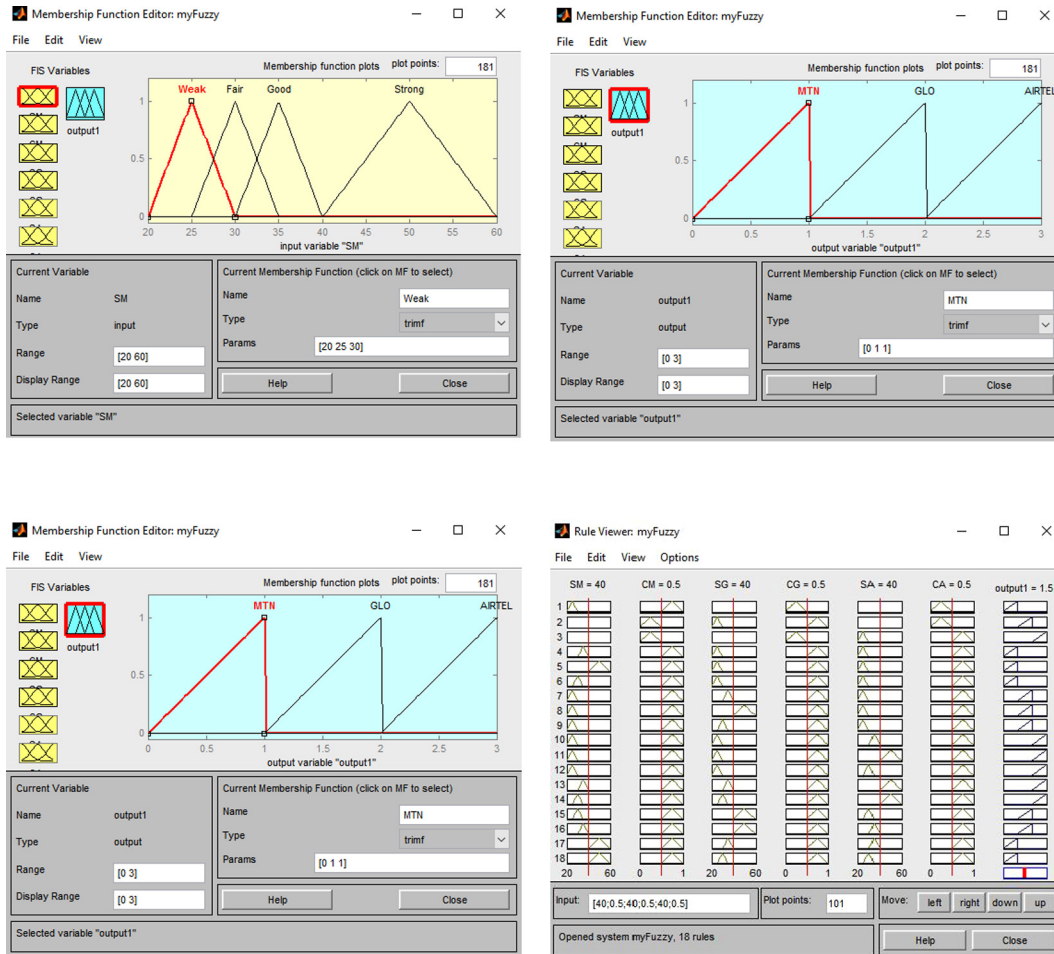 Membership Function Editor: myFuzzy
File Edit View
FIS Variables
Membership function plots plot points: 181
output1
Weak Fair Good Strong
1
0.5
0
20 25 30 35 40 45 50 55 60
input variable "SM"
Current Variable
Name SM
Type input
Range [20 60]
Display Range [20 60]
Current Membership Function (click on MF to select)
Name Weak
Type trimf
Params [20 25 30]
Help Close
Selected variable "SM"
Membership Function Editor: myFuzzy
File Edit View
FIS Variables
Membership function plots plot points: 181
output1
MTN GLO AIRTEL
1
0.5
0
0 0.5 1 1.5 2 2.5 3
output variable "output1"
Current Variable
Name output1
Type output
Range [0 3]
Display Range [0 3]
Current Membership Function (click on MF to select)
Name MTN
Type trimf
Params [0 1 1]
Help Close
Selected variable "output1"
Membership Function Editor: myFuzzy
File Edit View
FIS Variables
Membership function plots plot points: 181
output1
MTN GLO AIRTEL
1
0.5
0
0 0.5 1 1.5 2 2.5 3
output variable "output1"
Current Variable
Name output1
Type output
Range [0 3]
Display Range [0 3]
Current Membership Function (click on MF to select)
Name MTN
Type trimf
Params [0 1 1]
Help Close
Selected variable "output1"
Rule Viewer: myFuzzy
File Edit View Options
SM = 40 CM = 0.5 SG = 40 CG = 0.5 SA = 40 CA = 0.5 output1 = 1.5
1
2
3
4
5
6
7
8
9
10
11
12
13
14
15
16
17
18
20 60 0 1 20 60 0 1 20 60 0 1
Input: [40;0.5;40;0.5;40;0.5] Plot points: 101 Move: left right down up
Opened system myFuzzy, 18 rules Help Close